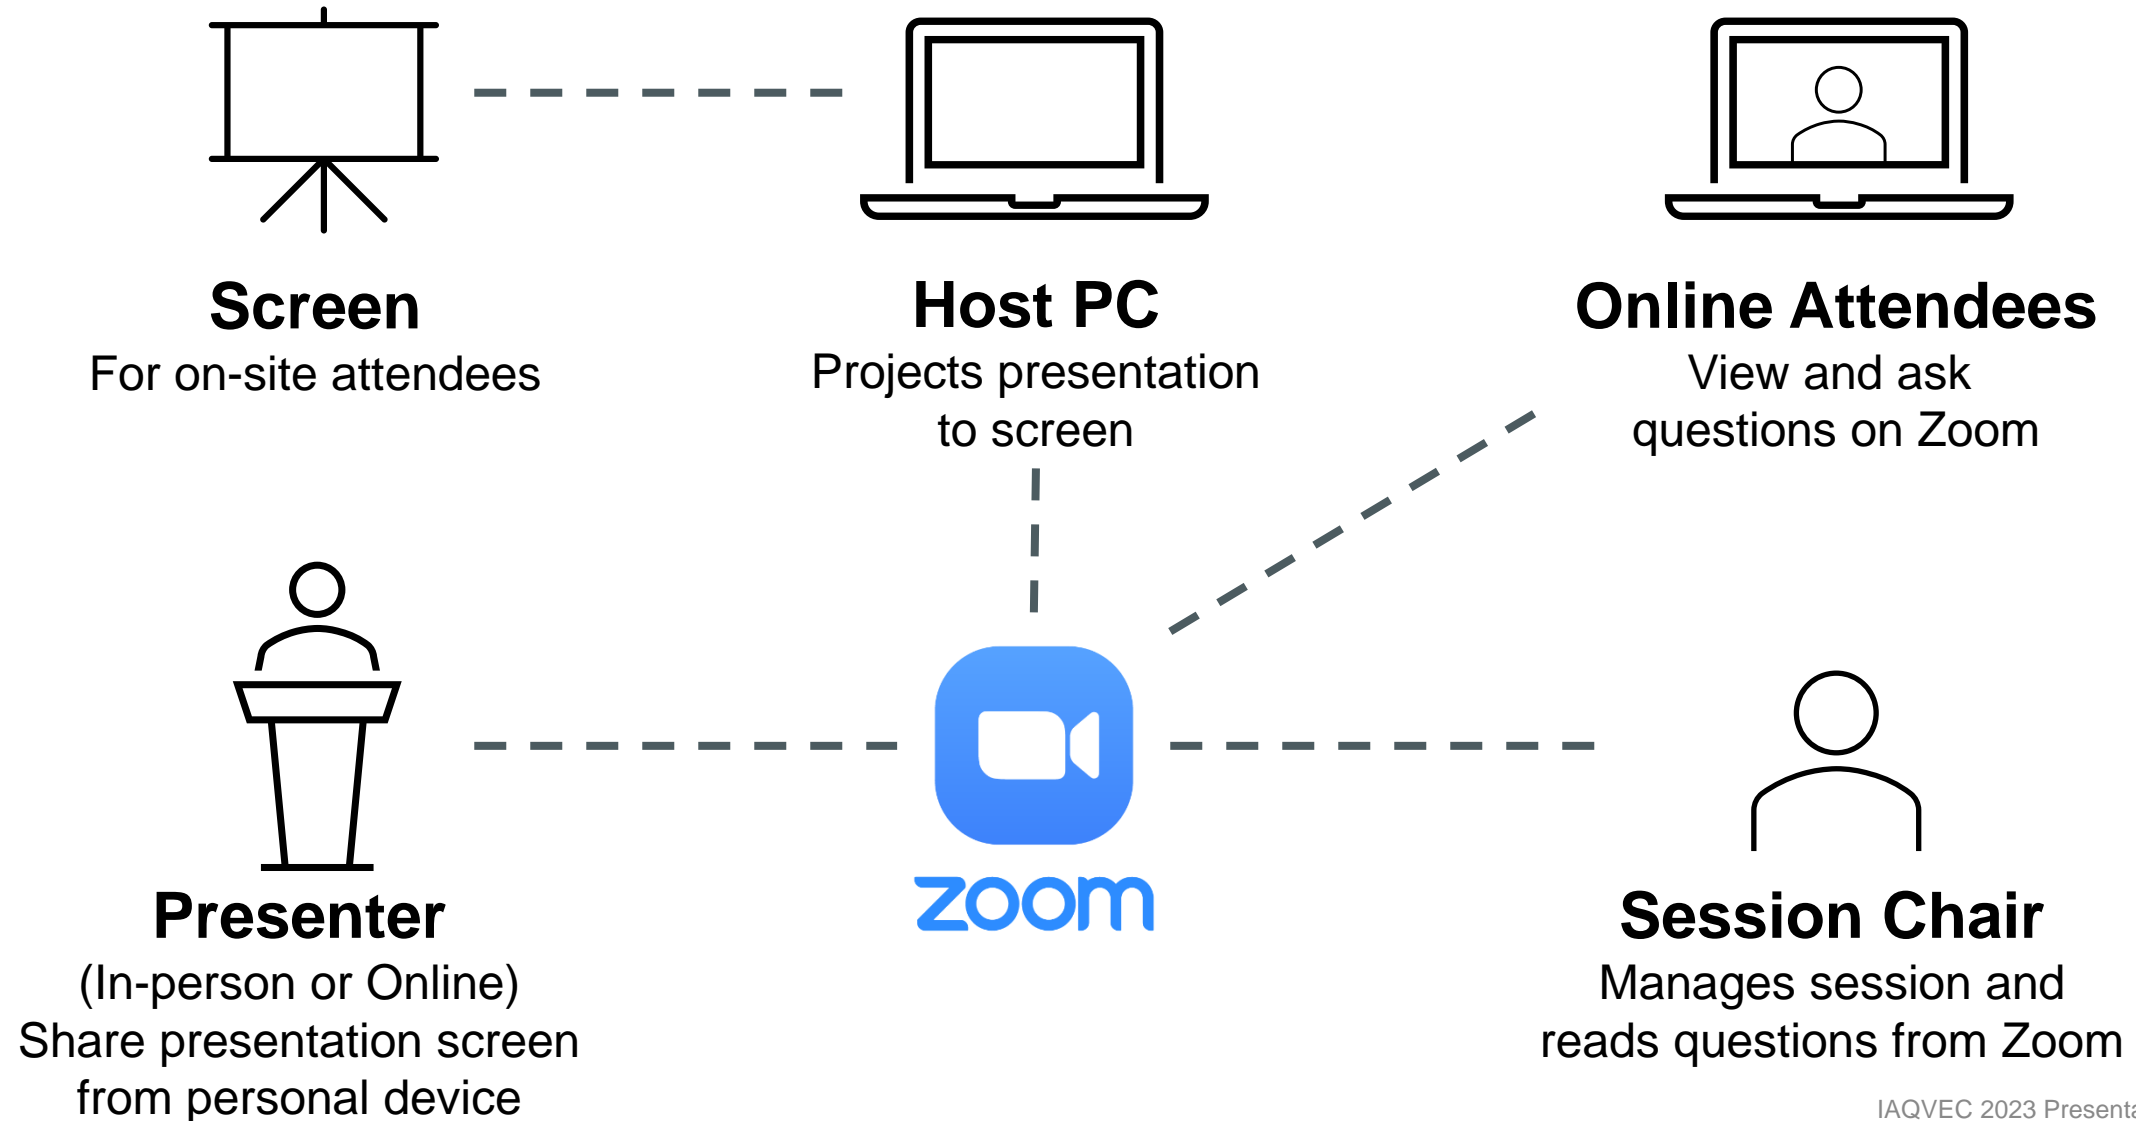 Screen
For on-site attendees
Host PC
Projects presentation
to screen
Online Attendees
View and ask
questions on Zoom
Presenter
(In-person or Online)
Share presentation screen
from personal device
zoom
Session Chair
Manages session and
reads questions from Zoom
IAQVEC 2023